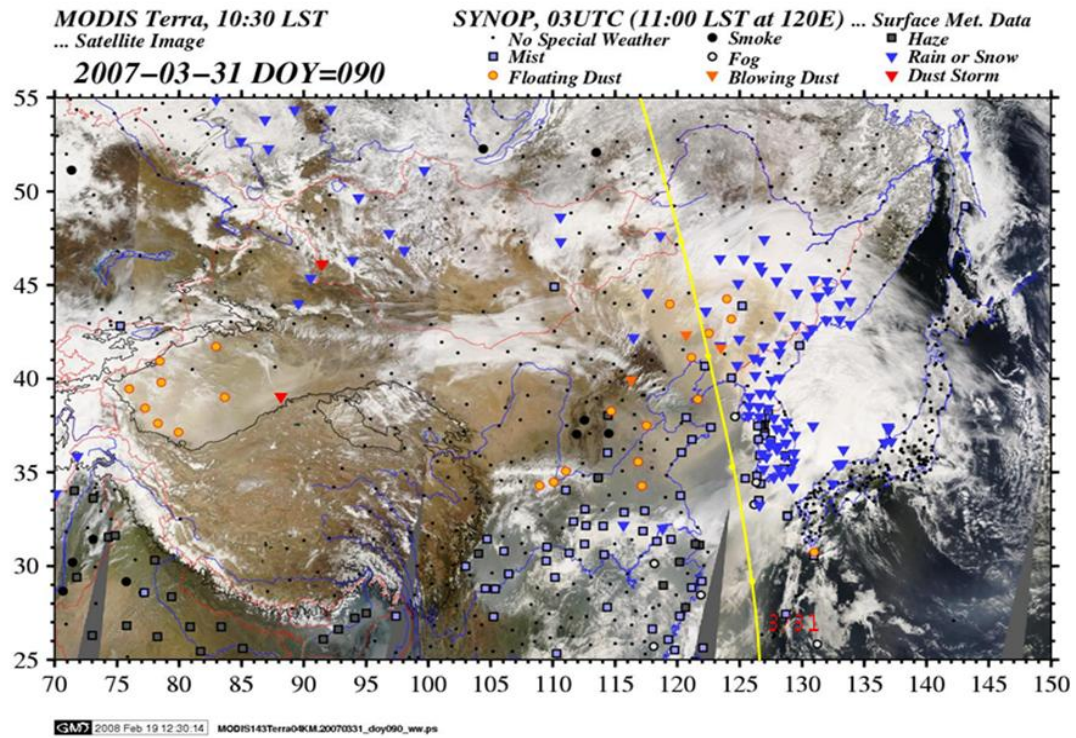 MODIS Terra, 10:30 LST
... Satellite Image
2007-03-31 DOY=090
SYNOP, 03UTC (11:00 LST at 120E) ... Surface Met. Data
No Special Weather
Smoke
Haze
Mist
Fog
Rain or Snow
Floating Dust
Blowing Dust
Dust Storm
55
50
45
40
35
30
25
3/31
70 75 80 85 90 95 100 105 110 115 120 125 130 135 140 145 150
GMT 2008 Feb 19 12:30:14 MODIS143Terra04KM.20070331_doy090_ww.ps